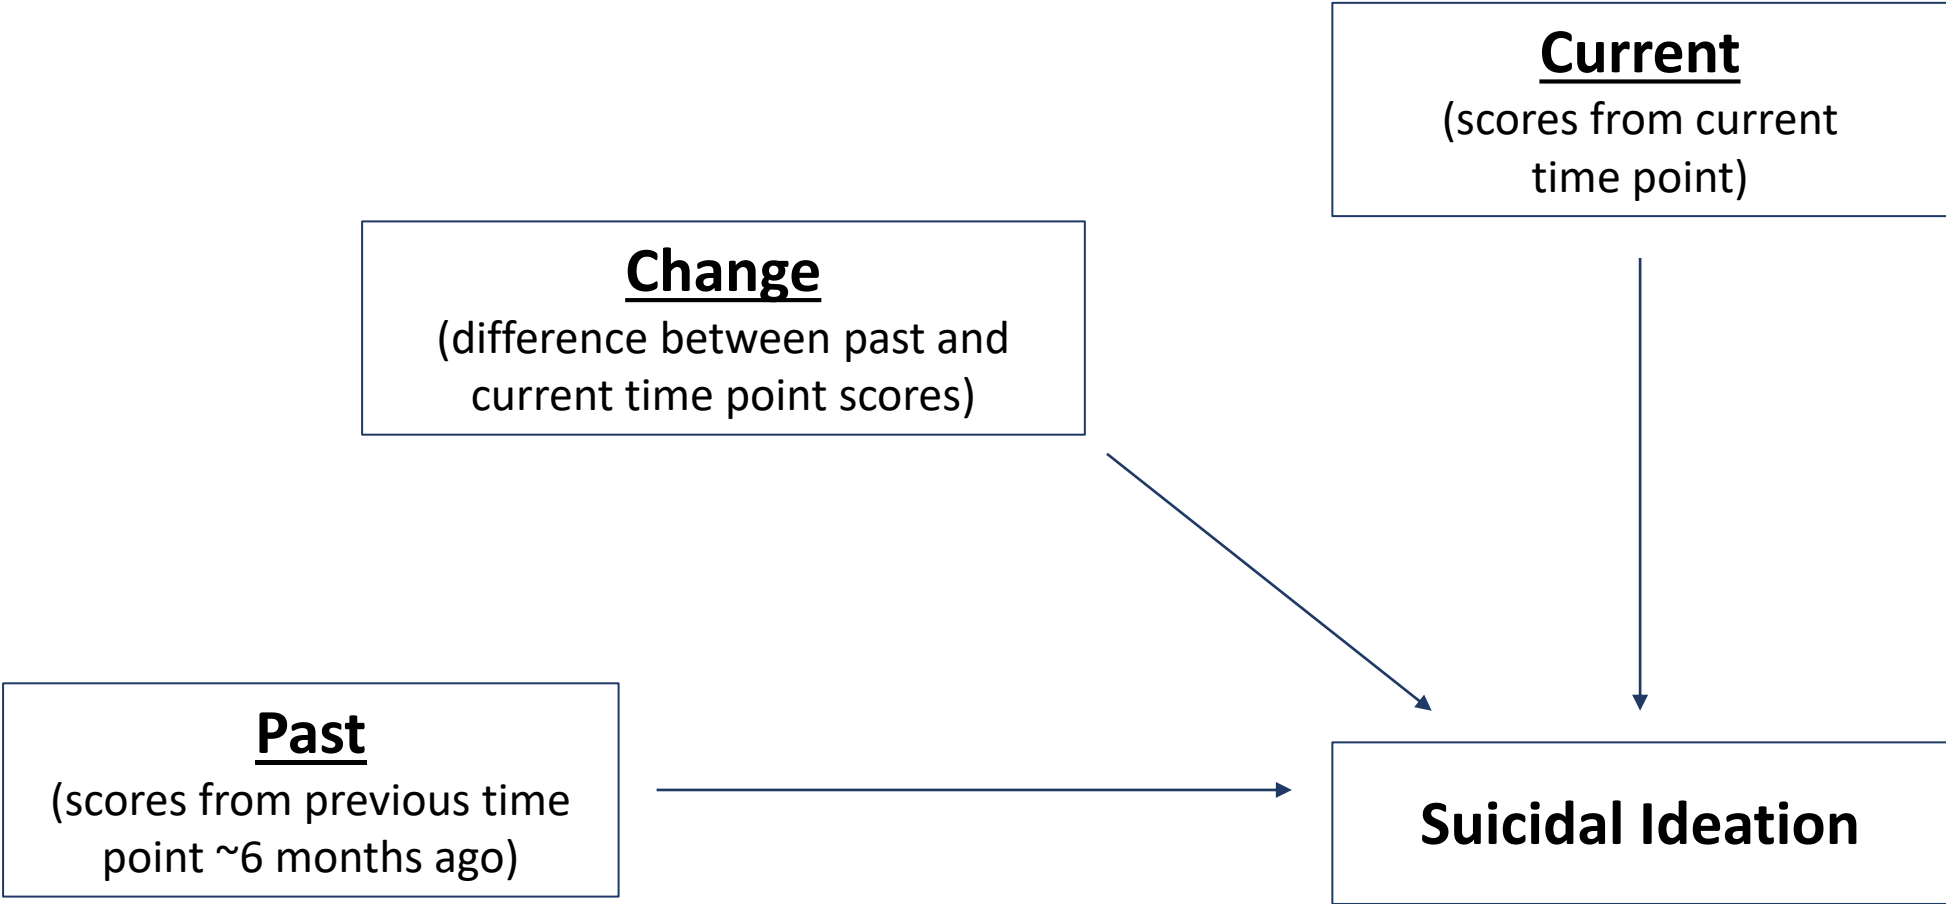 Current
(scores from current
time point)
Change
(difference between past and
current time point scores)
Past
(scores from previous time
point ~6 months ago)
Suicidal Ideation